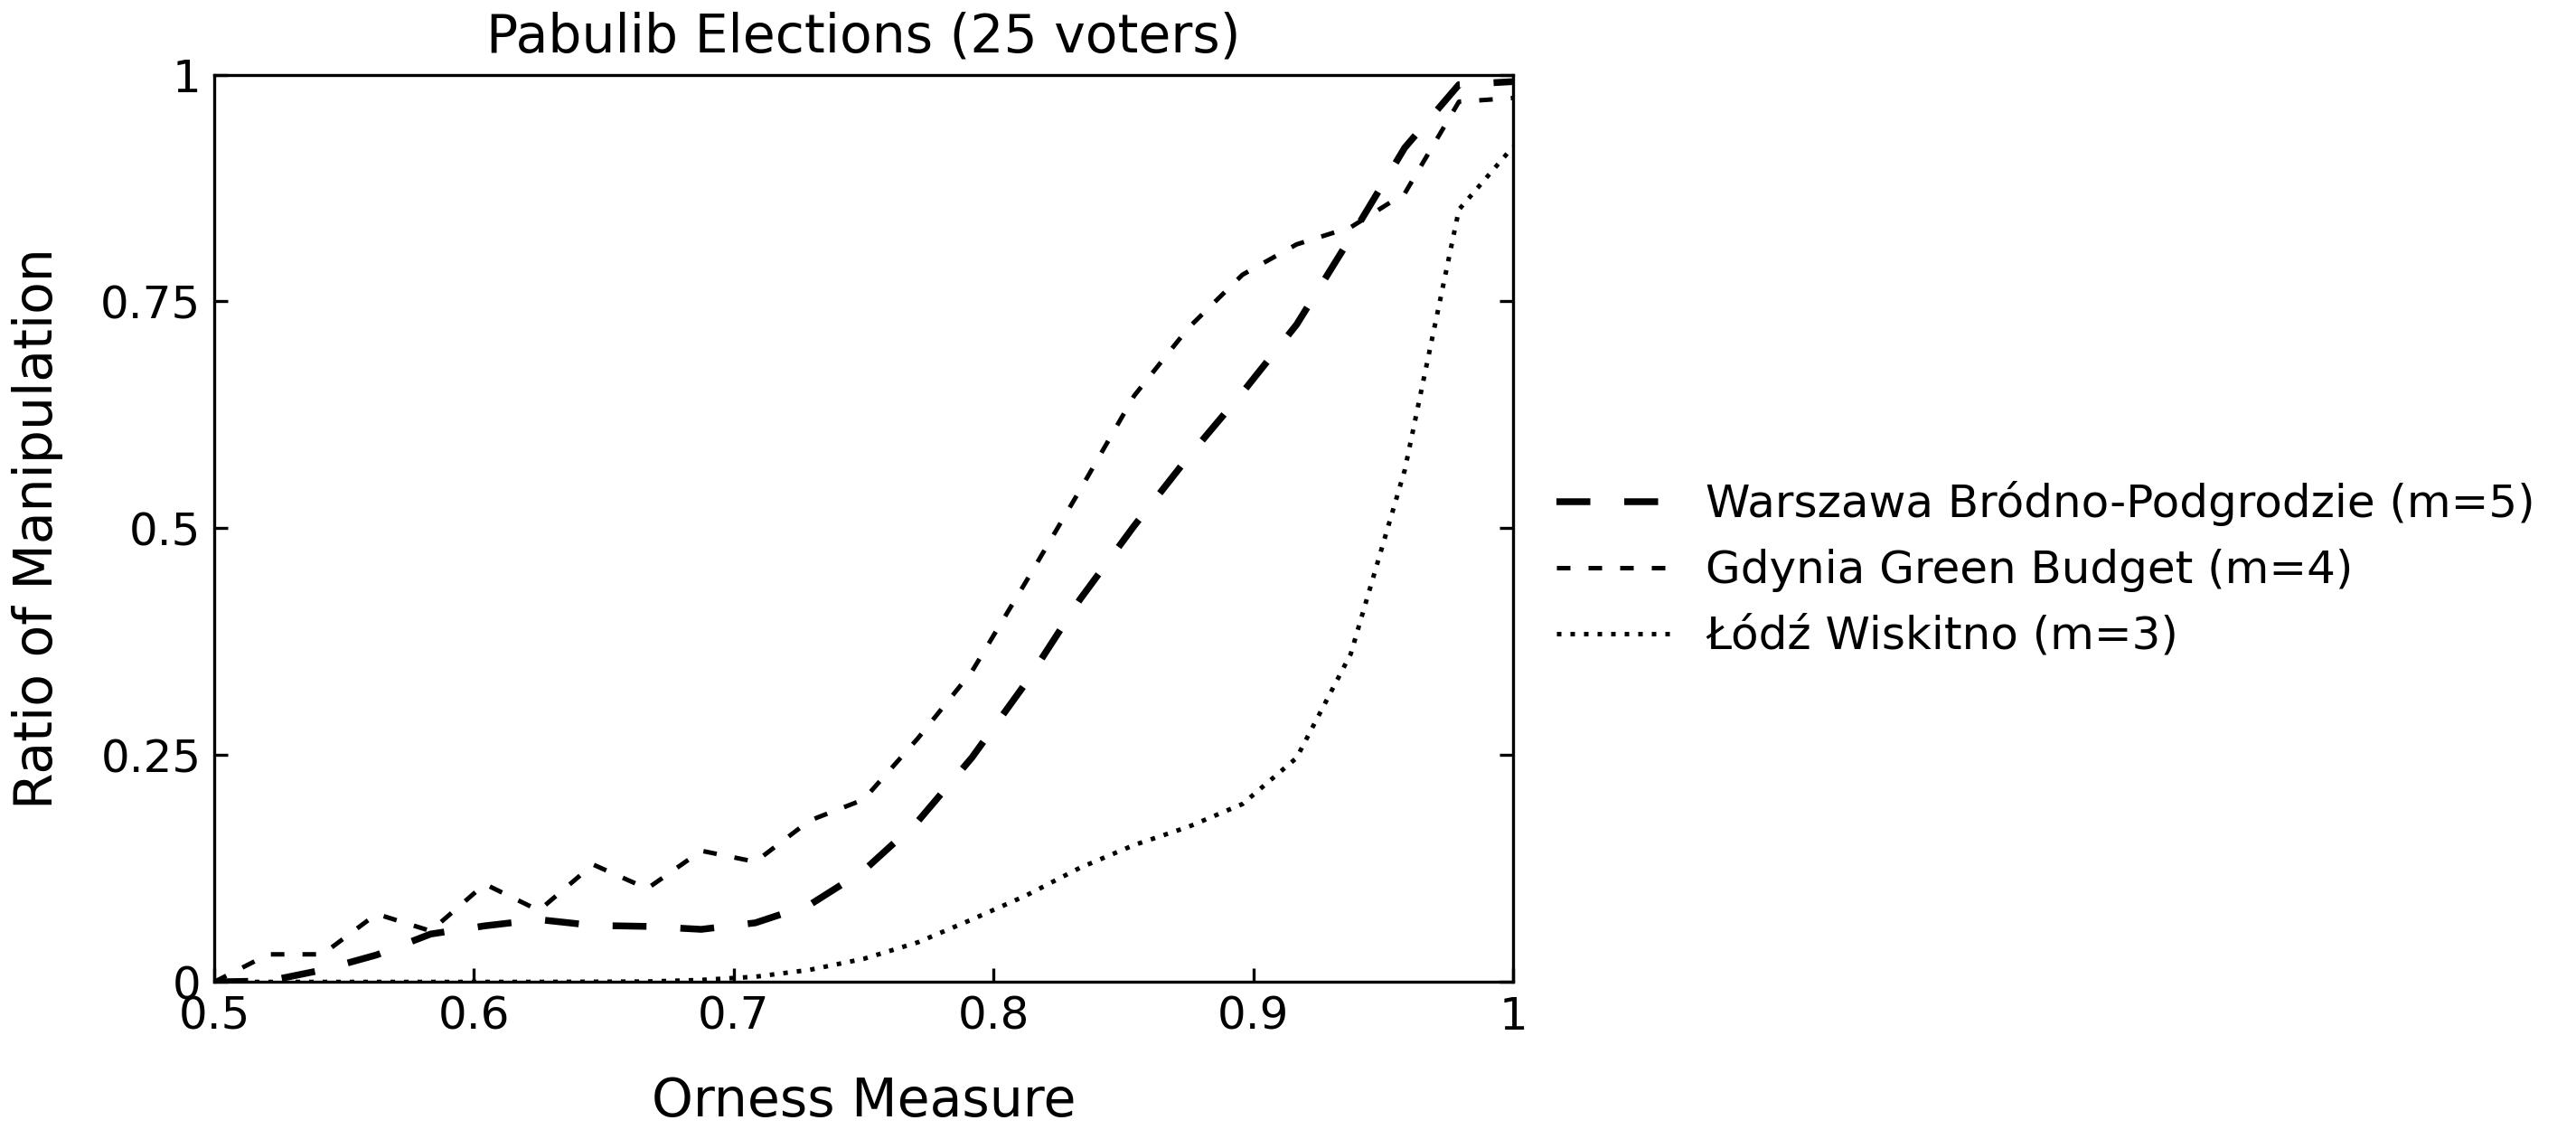 Pabulib Elections (25 voters)
Ratio of Manipulation
1
0.75
0.5
0.25
0
0.5 0.6 0.7 0.8 0.9 1
Orness Measure
Warszawa Bródno-Podgrodzie (m=5)
Gdynia Green Budget (m=4)
Łódź Wiskitno (m=3)